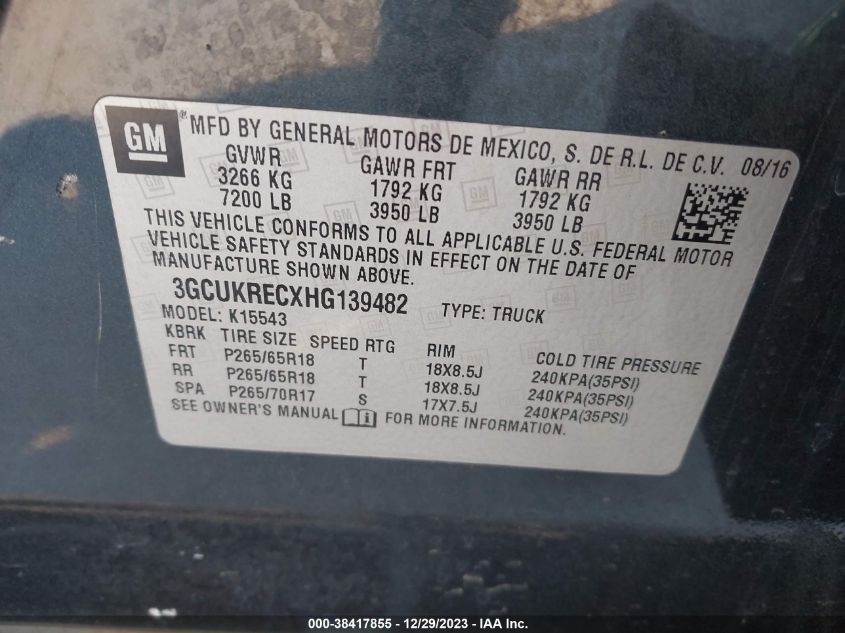 GM ® MFD BY GENERAL MOTORS DE MEXICO, S. DE R.L. DE C.V. 08/16
GVWR GAWR FRT GAWR RR
3266 KG 1792 KG 1792 KG
7200 LB 3950 LB 3950 LB
THIS VEHICLE CONFORMS TO ALL APPLICABLE U.S. FEDERAL MOTOR
VEHICLE SAFETY STANDARDS IN EFFECT ON THE DATE OF
MANUFACTURE SHOWN ABOVE.
3GCUKRECXHG139482 TYPE: TRUCK
MODEL: K15543
KBRK TIRE SIZE SPEED RTG RIM COLD TIRE PRESSURE
FRT P265/65R18 T 18X8.5J 240KPA(35PSI)
RR P265/65R18 T 18X8.5J 240KPA(35PSI)
SPA P265/70R17 S 17X7.5J 240KPA(35PSI)
SEE OWNER'S MANUAL FOR MORE INFORMATION.
000-38417855 - 12/29/2023 - IAA Inc.